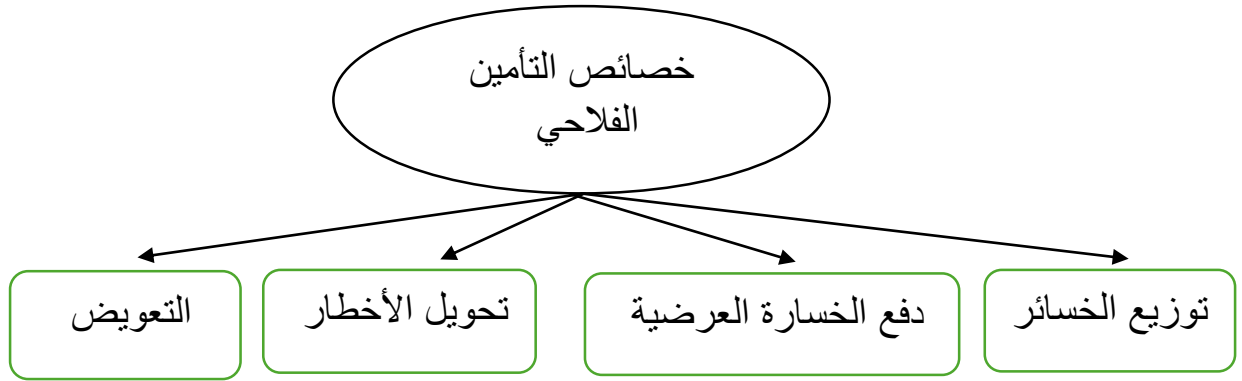 خصائص التأمين
الفلاحي
توزيع الخسائر
دفع الخسارة العرضية
تحويل الأخطار
التعويض